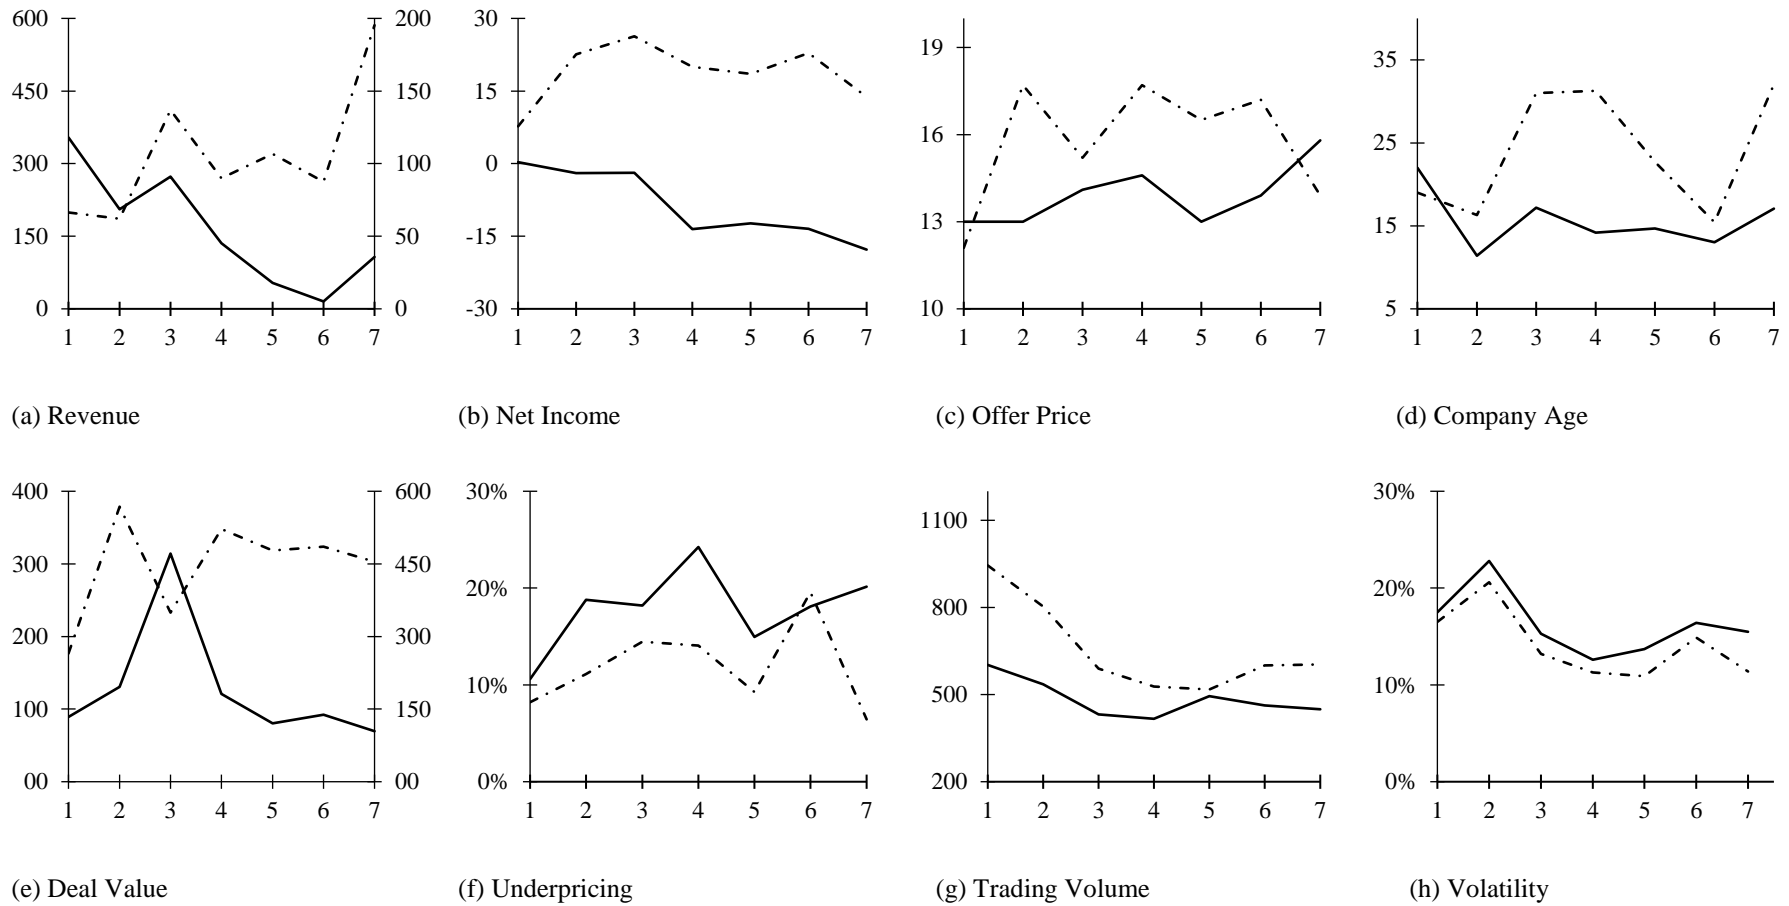 600 200 30
450 150 15 19 35
300 100 0 16 25
150 50 -15 13 15
0 0 -30 10 5
1 2 3 4 5 6 7 1 2 3 4 5 6 7 1 2 3 4 5 6 7 1 2 3 4 5 6 7
(a) Revenue (b) Net Income (c) Offer Price (d) Company Age
400 600 30% 30%
1100
300 450 20% 800 20%
200 300 10% 500 10%
100 150
00 00 0% 200 0%
1 2 3 4 5 6 7 1 2 3 4 5 6 7 1 2 3 4 5 6 7 1 2 3 4 5 6 7
(e) Deal Value (f) Underpricing (g) Trading Volume (h) Volatility